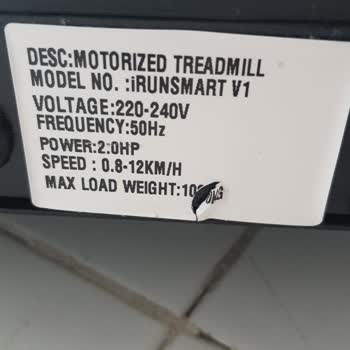 DESC:MOTORIZED TREADMILL
MODEL NO. :iRUNSMART V1
VOLTAGE:220-240V
FREQUENCY:50Hz
POWER:2.0HP
SPEED : 0.8-12KM/H
MAX LOAD WEIGHT: